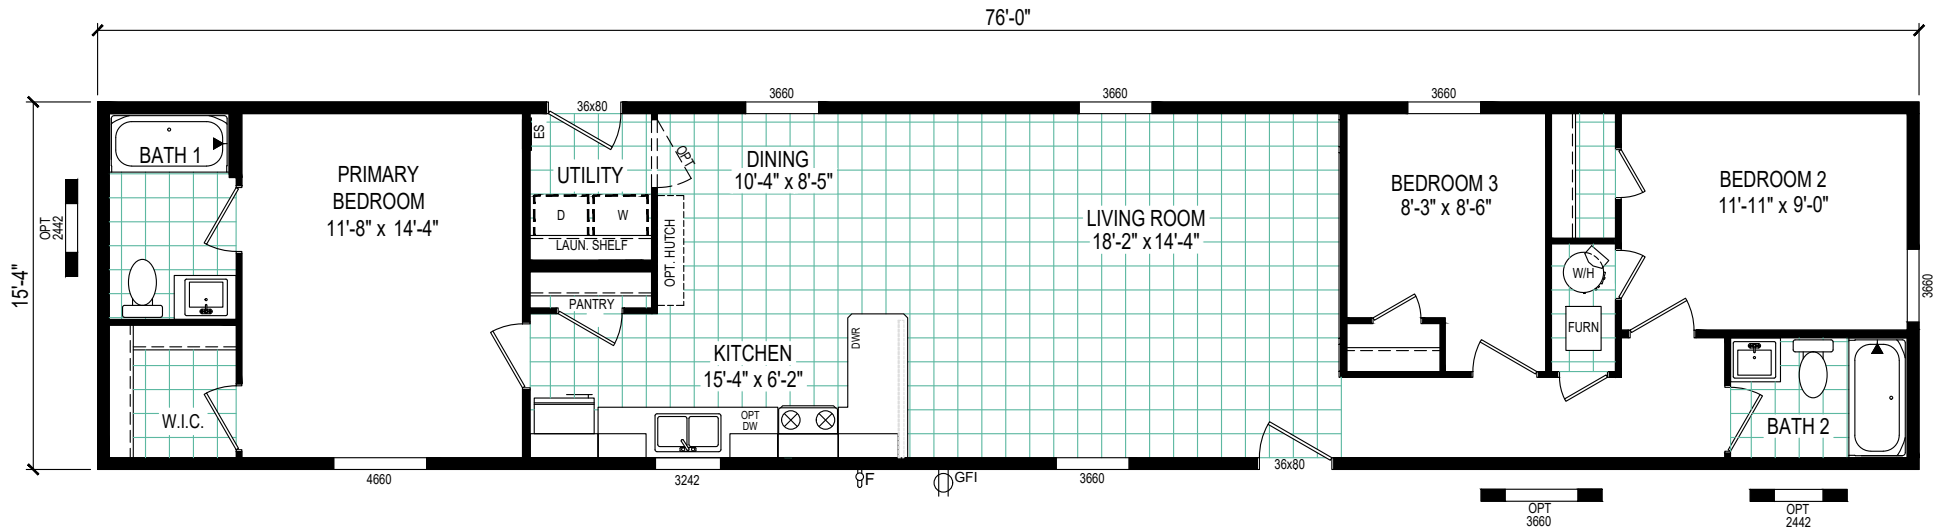 76'-0"
36x80
3660
3660
3660
15'-4"
OPT
2442
BATH 1
PRIMARY
BEDROOM
11'-8" x 14'-4"
W.I.C.
ES
UTILITY
D
W
LAUN. SHELF
PANTRY
OPT
OPT. HUTCH
DINING
10'-4" x 8'-5"
KITCHEN
15'-4" x 6'-2"
DWR
OPT
DW
LIVING ROOM
18'-2" x 14'-4"
BEDROOM 3
8'-3" x 8'-6"
W/H
FURN
BEDROOM 2
11'-11" x 9'-0"
3660
BATH 2
4660
3242
F
GFI
3660
36x80
OPT
3660
OPT
2442